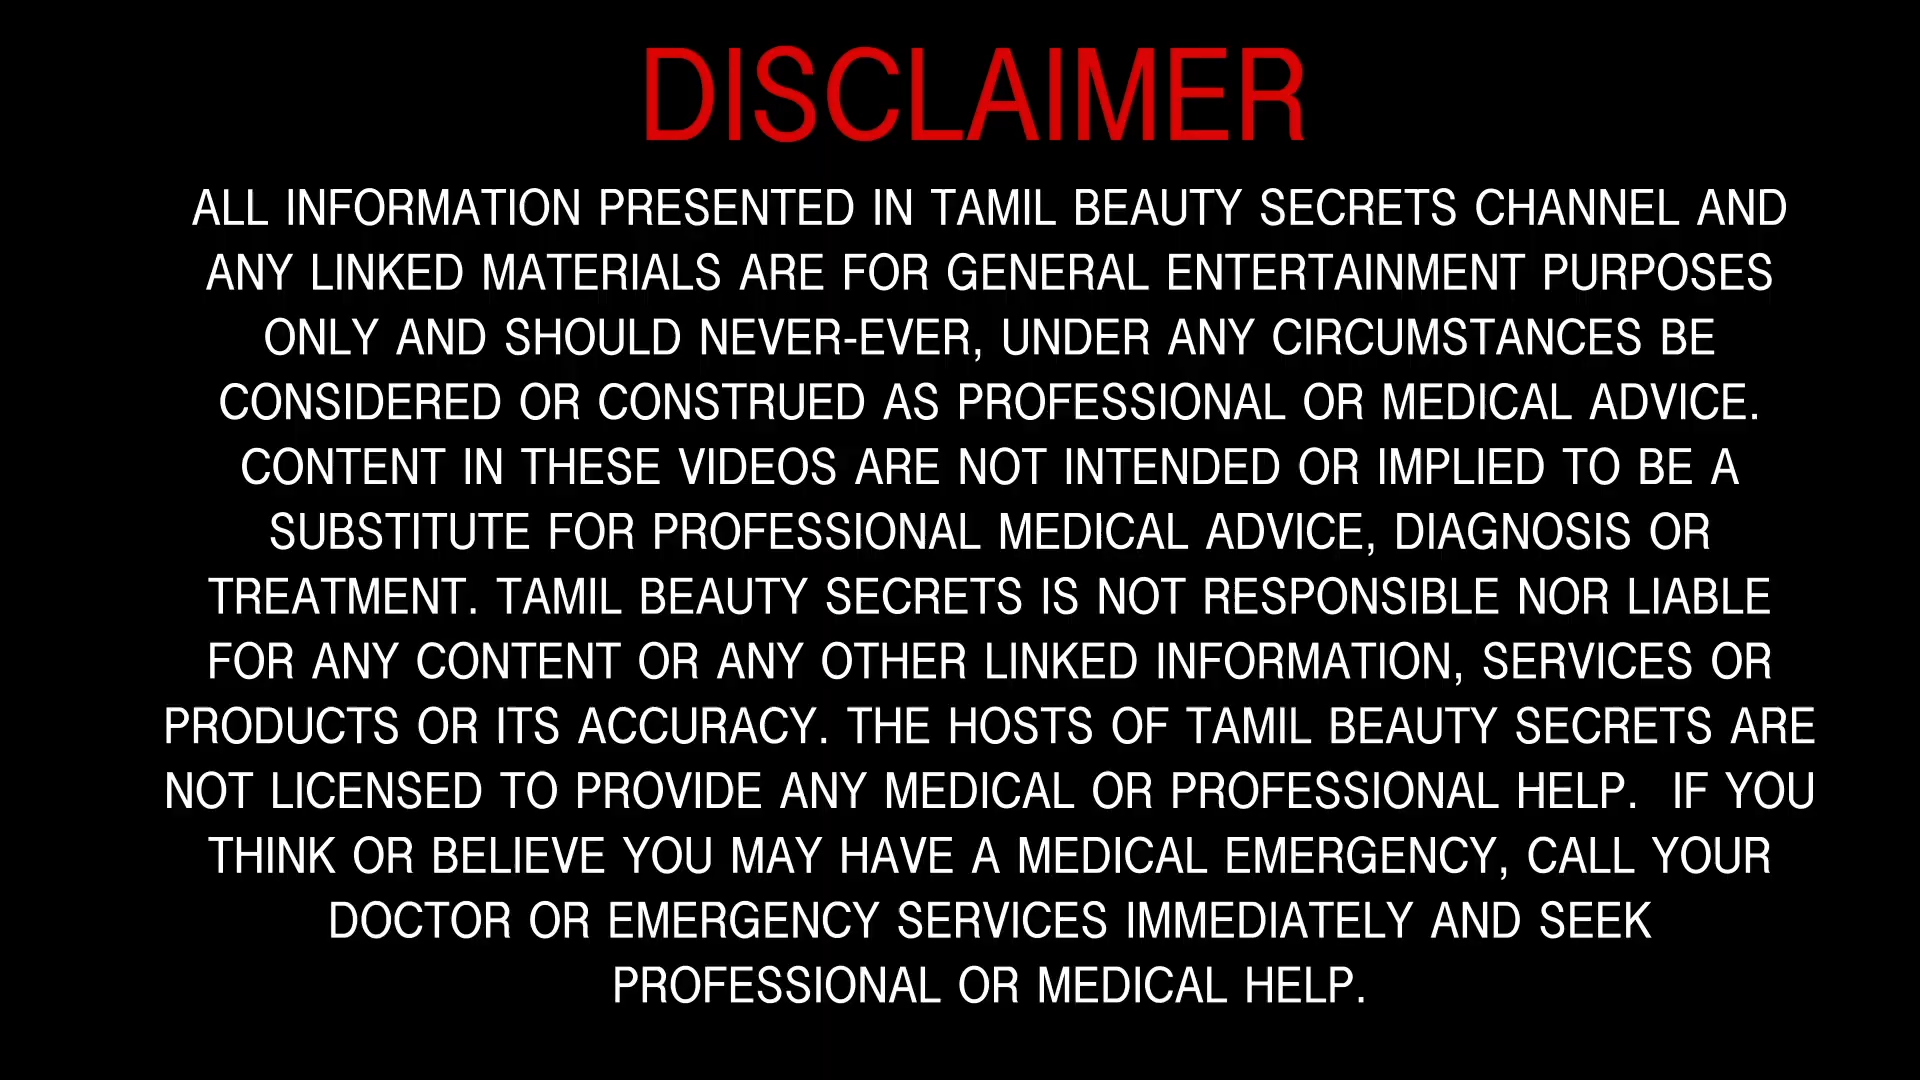 DISCLAIMER
ALL INFORMATION PRESENTED IN TAMIL BEAUTY SECRETS CHANNEL AND
ANY LINKED MATERIALS ARE FOR GENERAL ENTERTAINMENT PURPOSES
ONLY AND SHOULD NEVER-EVER, UNDER ANY CIRCUMSTANCES BE
CONSIDERED OR CONSTRUED AS PROFESSIONAL OR MEDICAL ADVICE.
CONTENT IN THESE VIDEOS ARE NOT INTENDED OR IMPLIED TO BE A
SUBSTITUTE FOR PROFESSIONAL MEDICAL ADVICE, DIAGNOSIS OR
TREATMENT. TAMIL BEAUTY SECRETS IS NOT RESPONSIBLE NOR LIABLE
FOR ANY CONTENT OR ANY OTHER LINKED INFORMATION, SERVICES OR
PRODUCTS OR ITS ACCURACY. THE HOSTS OF TAMIL BEAUTY SECRETS ARE
NOT LICENSED TO PROVIDE ANY MEDICAL OR PROFESSIONAL HELP.  IF YOU
THINK OR BELIEVE YOU MAY HAVE A MEDICAL EMERGENCY, CALL YOUR
DOCTOR OR EMERGENCY SERVICES IMMEDIATELY AND SEEK
PROFESSIONAL OR MEDICAL HELP.